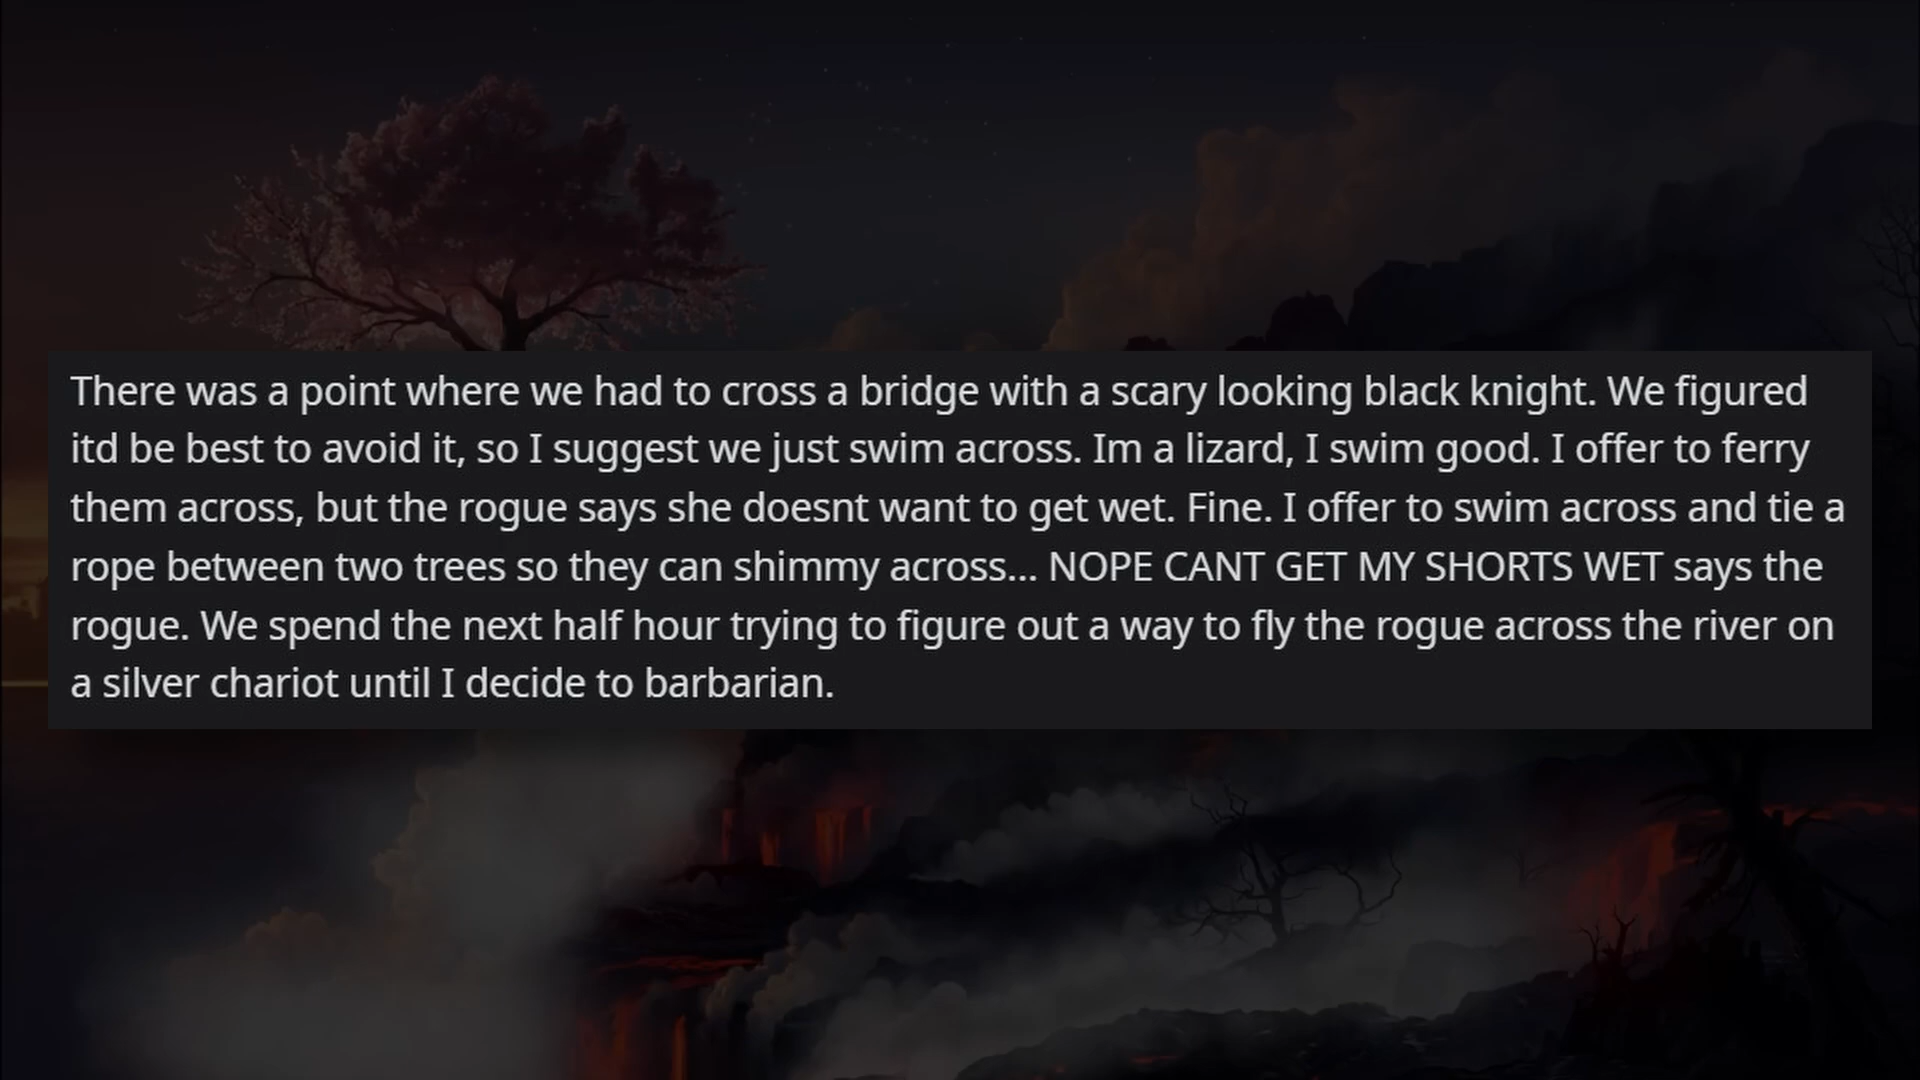 There was a point where we had to cross a bridge with a scary looking black knight. We figured
itd be best to avoid it, so I suggest we just swim across. Im a lizard, I swim good. I offer to ferry
them across, but the rogue says she doesnt want to get wet. Fine. I offer to swim across and tie a
rope between two trees so they can shimmy across... NOPE CANT GET MY SHORTS WET says the
rogue. We spend the next half hour trying to figure out a way to fly the rogue across the river on
a silver chariot until I decide to barbarian.